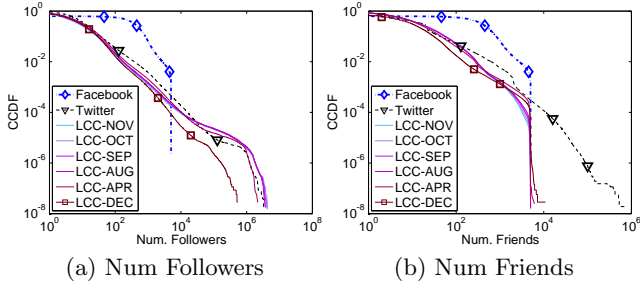 10^0
10^-2
10^-4
10^-6
10^-8
CCDF
Facebook
Twitter
LCC-NOV
LCC-OCT
LCC-SEP
LCC-AUG
LCC-APR
LCC-DEC
10^0 10^2 10^4 10^6 10^8
Num. Followers
(a) Num Followers
10^0
10^-2
10^-4
10^-6
10^-8
CCDF
Facebook
Twitter
LCC-NOV
LCC-OCT
LCC-SEP
LCC-AUG
LCC-APR
LCC-DEC
10^0 10^2 10^4 10^6
Num. Friends
(b) Num Friends